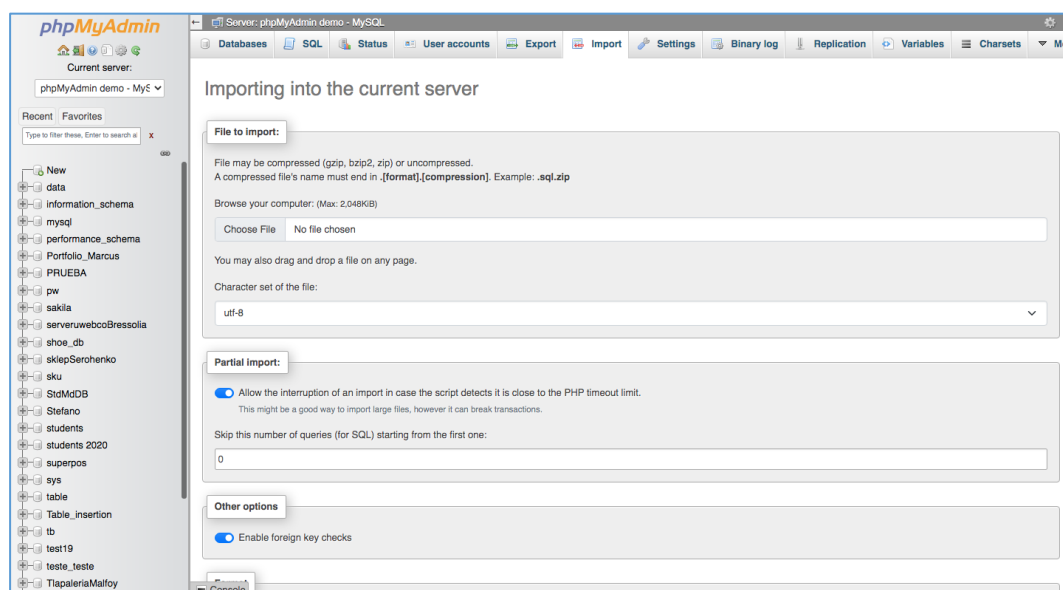 phpMyAdmin
Current server:
phpMyAdmin demo - MyS
Recent Favorites
Type to filter these, Enter to search a X
New
data
information_schema
mysql
performance_schema
Portfolio_Marcus
PRUEBA
pw
sakila
serveruwebcoBressolia
shoe_db
sklepSerohenko
sku
StdMdDB
Stefano
students
students 2020
superpos
sys
table
Table_insertion
tb
test19
teste_teste
TlapaleriaMalfoy
Server: phpMyAdmin demo - MySQL
Databases SQL Status User accounts Export Import Settings Binary log Replication Variables Charsets
Importing into the current server
File to import:
File may be compressed (gzip, bzip2, zip) or uncompressed.
A compressed file's name must end in .[format].[compression]. Example: .sql.zip
Browse your computer: (Max: 2,048KiB)
Choose File No file chosen
You may also drag and drop a file on any page.
Character set of the file:
utf-8
Partial import:
Allow the interruption of an import in case the script detects it is close to the PHP timeout limit.
This might be a good way to import large files, however it can break transactions.
Skip this number of queries (for SQL) starting from the first one:
0
Other options
Enable foreign key checks
Console